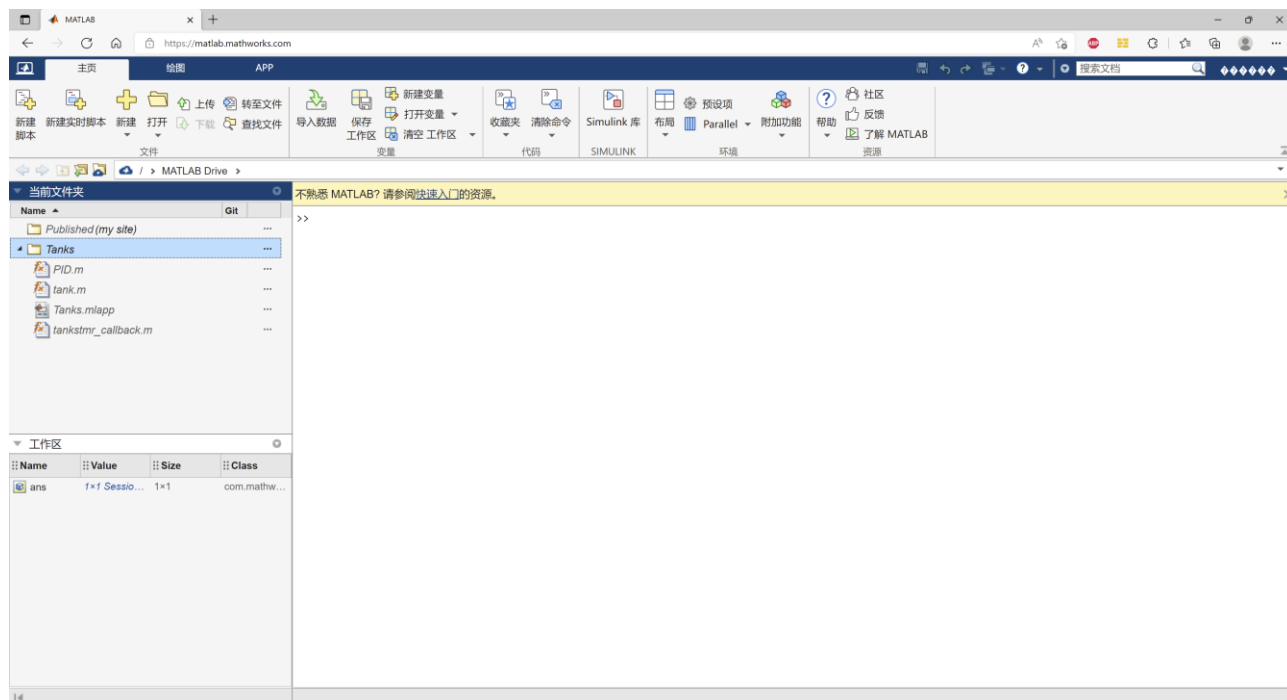 MATLAB
https://matlab.mathworks.com
主页 绘图 APP
搜索文档
新建脚本
新建实时脚本
新建
打开
上传
下载
转至文件
查找文件
文件
导入数据
保存工作区
新建变量
打开变量
清空 工作区
变量
收藏夹
清除命令
代码
Simulink 库
SIMULINK
布局
预设项
Parallel
附加功能
环境
帮助
社区
反馈
了解 MATLAB
资源
/ > MATLAB Drive >
当前文件夹
不熟悉 MATLAB? 请参阅快速入门的资源。
Name Git
>>
Published (my site)
Tanks
PID.m
tank.m
Tanks.mlapp
tankstmr_callback.m
工作区
Name Value Size Class
ans 1×1 Sessio... 1×1 com.mathw...